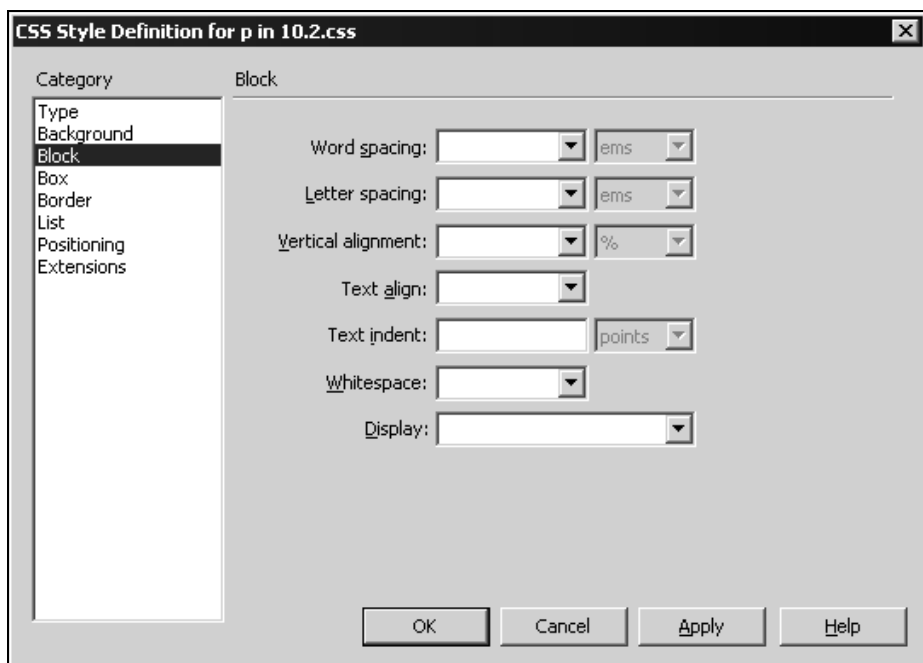 CSS Style Definition for p in 10.2.css
Category
Block
Type
Background
Block
Box
Border
List
Positioning
Extensions
Word spacing: ems
Letter spacing: ems
Vertical alignment: %
Text align:
Text indent: points
Whitespace:
Display:
OK Cancel Apply Help